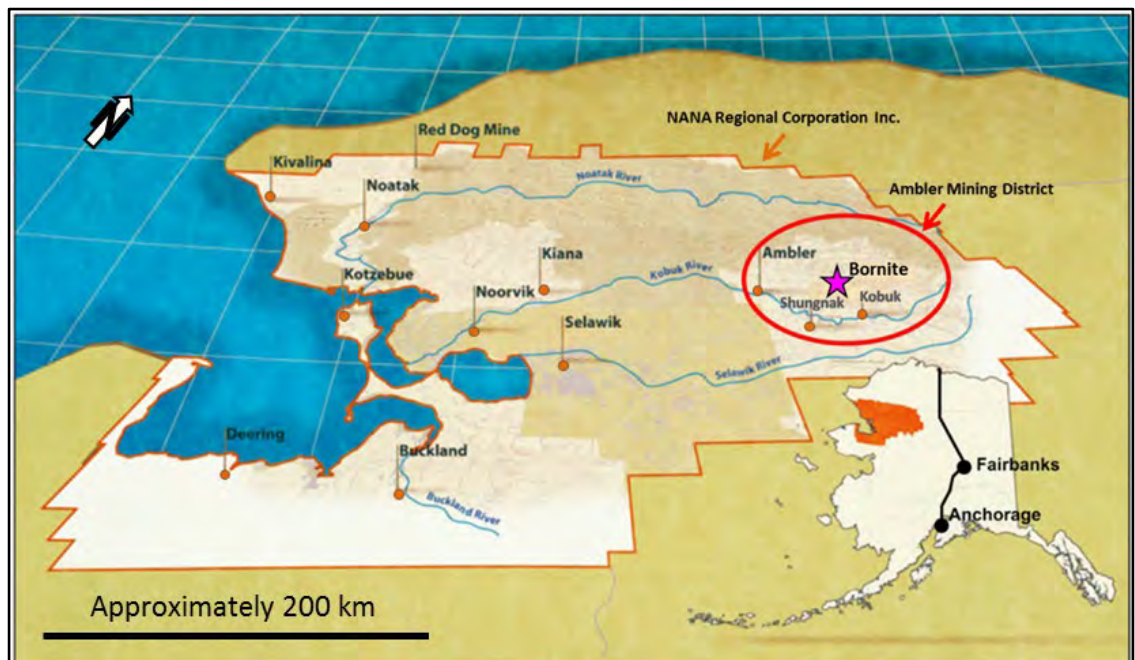 NANA Regional Corporation Inc.
Red Dog Mine
Kivalina
Noatak
Noatak River
Ambler Mining District
Kiana
Ambler
Kotzebue
Kobuk River
Bornite
Noorvik
Shungnak
Kobuk
Selawik
Selawik River
Deering
Buckland
Buckland River
Fairbanks
Anchorage
Approximately 200 km
N